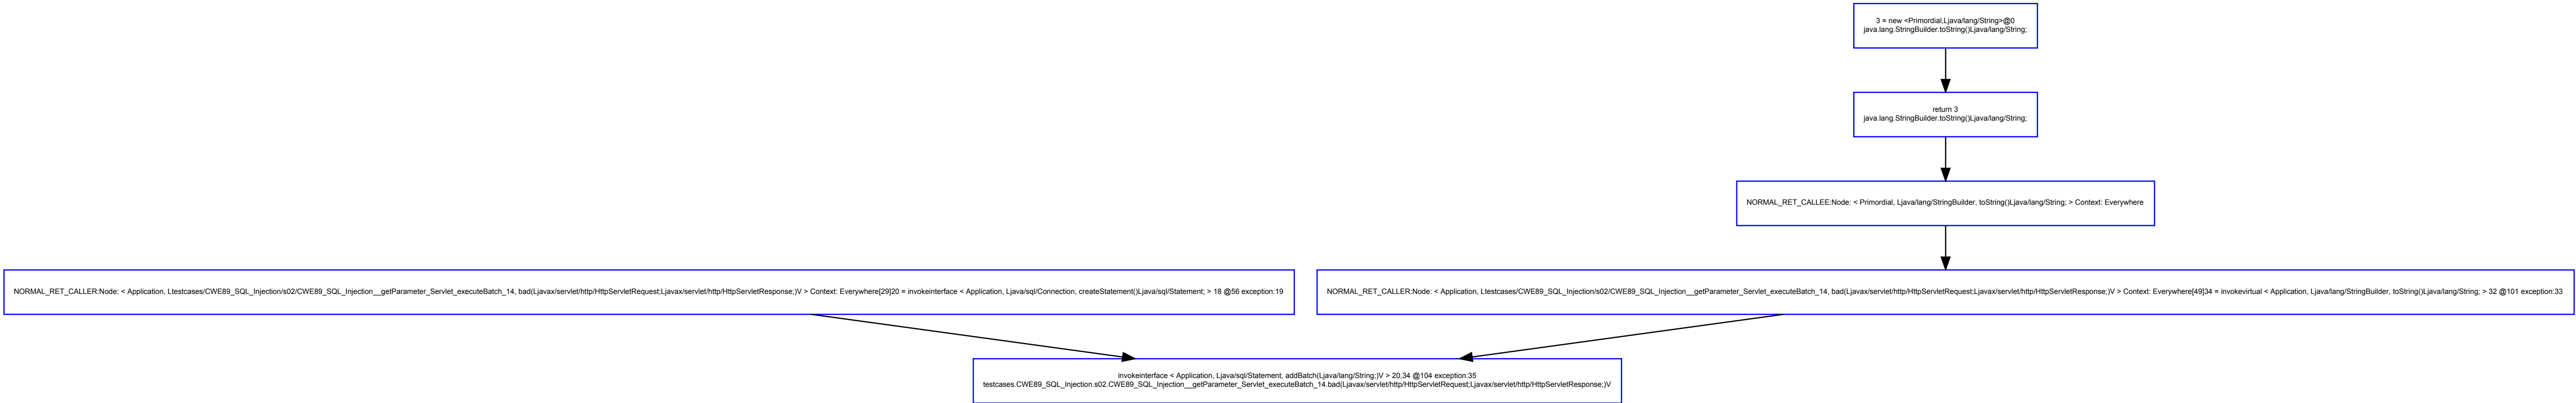 3 = new <Primordial,Ljava/lang/String>@0
java.lang.StringBuilder.toString()Ljava/lang/String;
return 3
java.lang.StringBuilder.toString()Ljava/lang/String;
NORMAL_RET_CALLEE:Node: < Primordial, Ljava/lang/StringBuilder, toString()Ljava/lang/String; > Context: Everywhere
NORMAL_RET_CALLER:Node: < Application, Ltestcases/CWE89_SQL_Injection/s02/CWE89_SQL_Injection__getParameter_Servlet_executeBatch_14, bad(Ljavax/servlet/http/HttpServletRequest;Ljavax/servlet/http/HttpServletResponse;)V > Context: Everywhere[29]20 = invokeinterface < Application, Ljava/sql/Connection, createStatement()Ljava/sql/Statement; > 18 @56 exception:19
NORMAL_RET_CALLER:Node: < Application, Ltestcases/CWE89_SQL_Injection/s02/CWE89_SQL_Injection__getParameter_Servlet_executeBatch_14, bad(Ljavax/servlet/http/HttpServletRequest;Ljavax/servlet/http/HttpServletResponse;)V > Context: Everywhere[49]34 = invokevirtual < Application, Ljava/lang/StringBuilder, toString()Ljava/lang/String; > 32 @101 exception:33
invokeinterface < Application, Ljava/sql/Statement, addBatch(Ljava/lang/String;)V > 20,34 @104 exception:35
testcases.CWE89_SQL_Injection.s02.CWE89_SQL_Injection__getParameter_Servlet_executeBatch_14.bad(Ljavax/servlet/http/HttpServletRequest;Ljavax/servlet/http/HttpServletResponse;)V